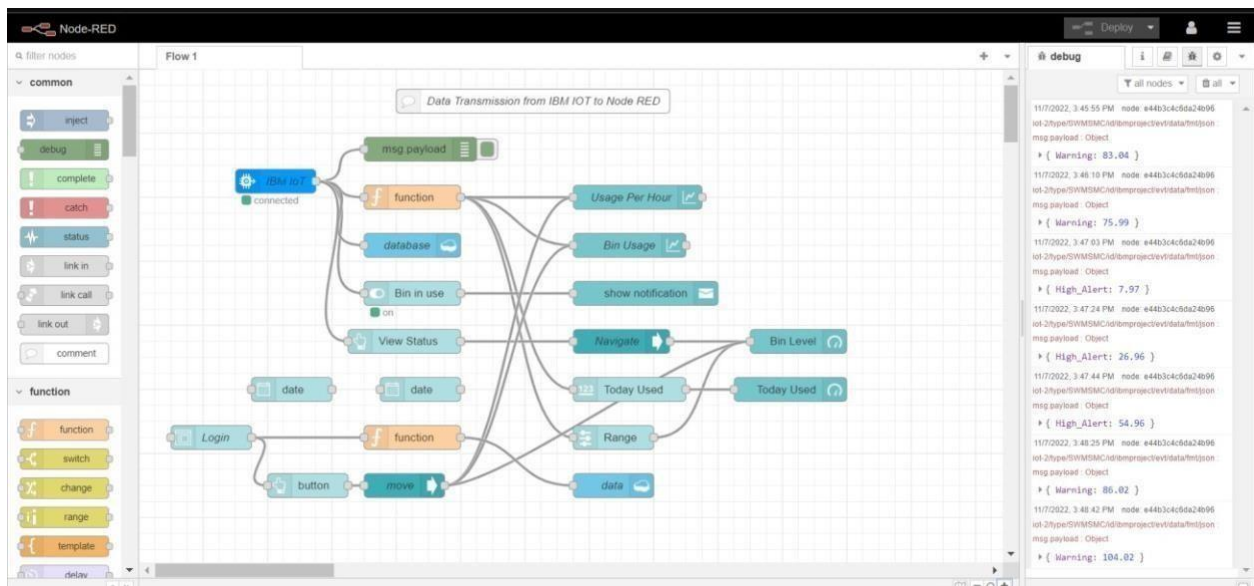 Node-RED
Deploy
filter nodes
Flow 1
debug
i
common
all nodes
all
inject
debug
complete
catch
status
link in
link call
link out
comment
function
function
switch
change
range
template
delay
Data Transmission from IBM IOT to Node RED
msg.payload
IBM IoT
connected
function
Usage Per Hour
database
Bin Usage
Bin in use
on
show notification
View Status
Navigate
Bin Level
date
date
123
Today Used
Today Used
Login
function
Range
button
move
data
11/7/2022, 3:45:55 PM node: e44b3c4c6da24b96
iot-2/type/SWMSMC/id/ibmproject/evt/data/fmt/json :
msg.payload : Object
{ Warning: 83.04 }
11/7/2022, 3:46:10 PM node: e44b3c4c6da24b96
iot-2/type/SWMSMC/id/ibmproject/evt/data/fmt/json :
msg.payload : Object
{ Warning: 75.99 }
11/7/2022, 3:47:03 PM node: e44b3c4c6da24b96
iot-2/type/SWMSMC/id/ibmproject/evt/data/fmt/json :
msg.payload : Object
{ High_Alert: 7.97 }
11/7/2022, 3:47:24 PM node: e44b3c4c6da24b96
iot-2/type/SWMSMC/id/ibmproject/evt/data/fmt/json :
msg.payload : Object
{ High_Alert: 26.96 }
11/7/2022, 3:47:44 PM node: e44b3c4c6da24b96
iot-2/type/SWMSMC/id/ibmproject/evt/data/fmt/json :
msg.payload : Object
{ High_Alert: 54.96 }
11/7/2022, 3:48:25 PM node: e44b3c4c6da24b96
iot-2/type/SWMSMC/id/ibmproject/evt/data/fmt/json :
msg.payload : Object
{ Warning: 86.02 }
11/7/2022, 3:48:42 PM node: e44b3c4c6da24b96
iot-2/type/SWMSMC/id/ibmproject/evt/data/fmt/json :
msg.payload : Object
{ Warning: 104.02 }